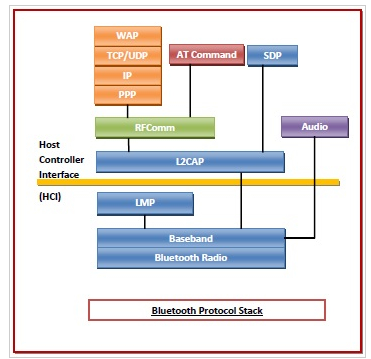 WAP
TCP/UDP
AT Command
SDP
IP
PPP
RFComm
Audio
Host
Controller
Interface
(HCI)
L2CAP
LMP
Baseband
Bluetooth Radio
Bluetooth Protocol Stack